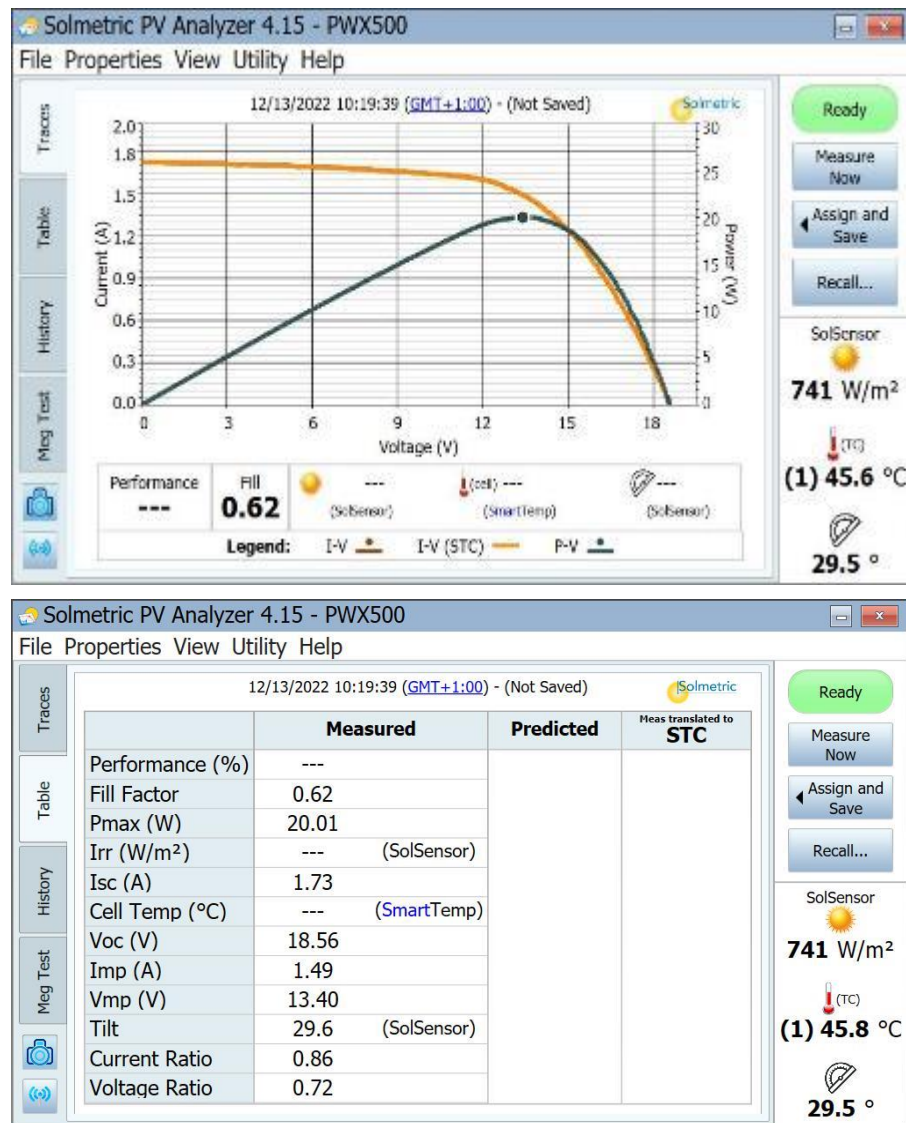 Solmetric PV Analyzer 4.15 - PWX500
File Properties View Utility Help
Traces
Table
History
Meg Test
12/13/2022 10:19:39 (GMT+1:00) - (Not Saved)
Solmetric
2.0
1.8
1.5
1.2
0.9
0.6
0.3
0.0
Current (A)
30
25
20
15
10
5
0
Power (W)
0 3 6 9 12 15 18
Voltage (V)
Performance
---
Fill
0.62
---
(SolSensor)
(cell) ---
(SmartTemp)
---
(SolSensor)
Legend: I-V I-V (STC) P-V
Ready
Measure
Now
Assign and
Save
Recall...
SolSensor
741 W/m²
(TC)
(1) 45.6 °C
29.5 °
Solmetric PV Analyzer 4.15 - PWX500
File Properties View Utility Help
Traces
Table
History
Meg Test
12/13/2022 10:19:39 (GMT+1:00) - (Not Saved)
Solmetric
Measured Predicted Meas translated to
STC
Performance (%) ---
Fill Factor 0.62
Pmax (W) 20.01
Irr (W/m²) --- (SolSensor)
Isc (A) 1.73
Cell Temp (°C) --- (SmartTemp)
Voc (V) 18.56
Imp (A) 1.49
Vmp (V) 13.40
Tilt 29.6 (SolSensor)
Current Ratio 0.86
Voltage Ratio 0.72
Ready
Measure
Now
Assign and
Save
Recall...
SolSensor
741 W/m²
(TC)
(1) 45.8 °C
29.5 °